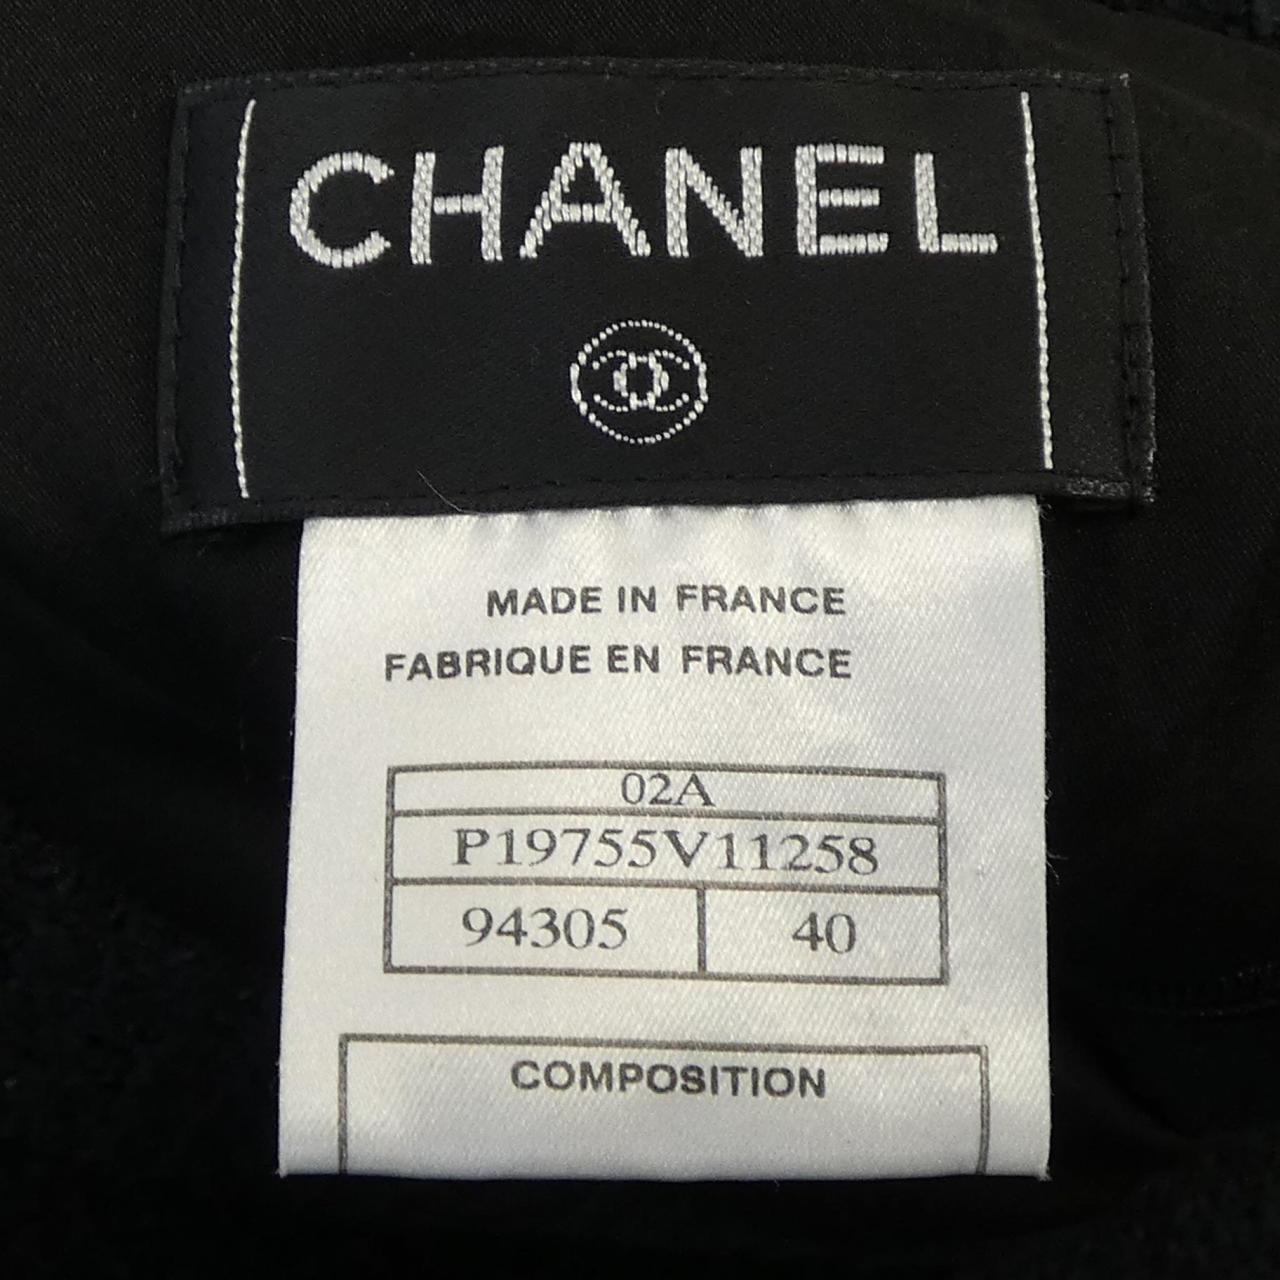 CHANEL
MADE IN FRANCE
FABRIQUE EN FRANCE
02A
P19755V11258
94305 40
COMPOSITION